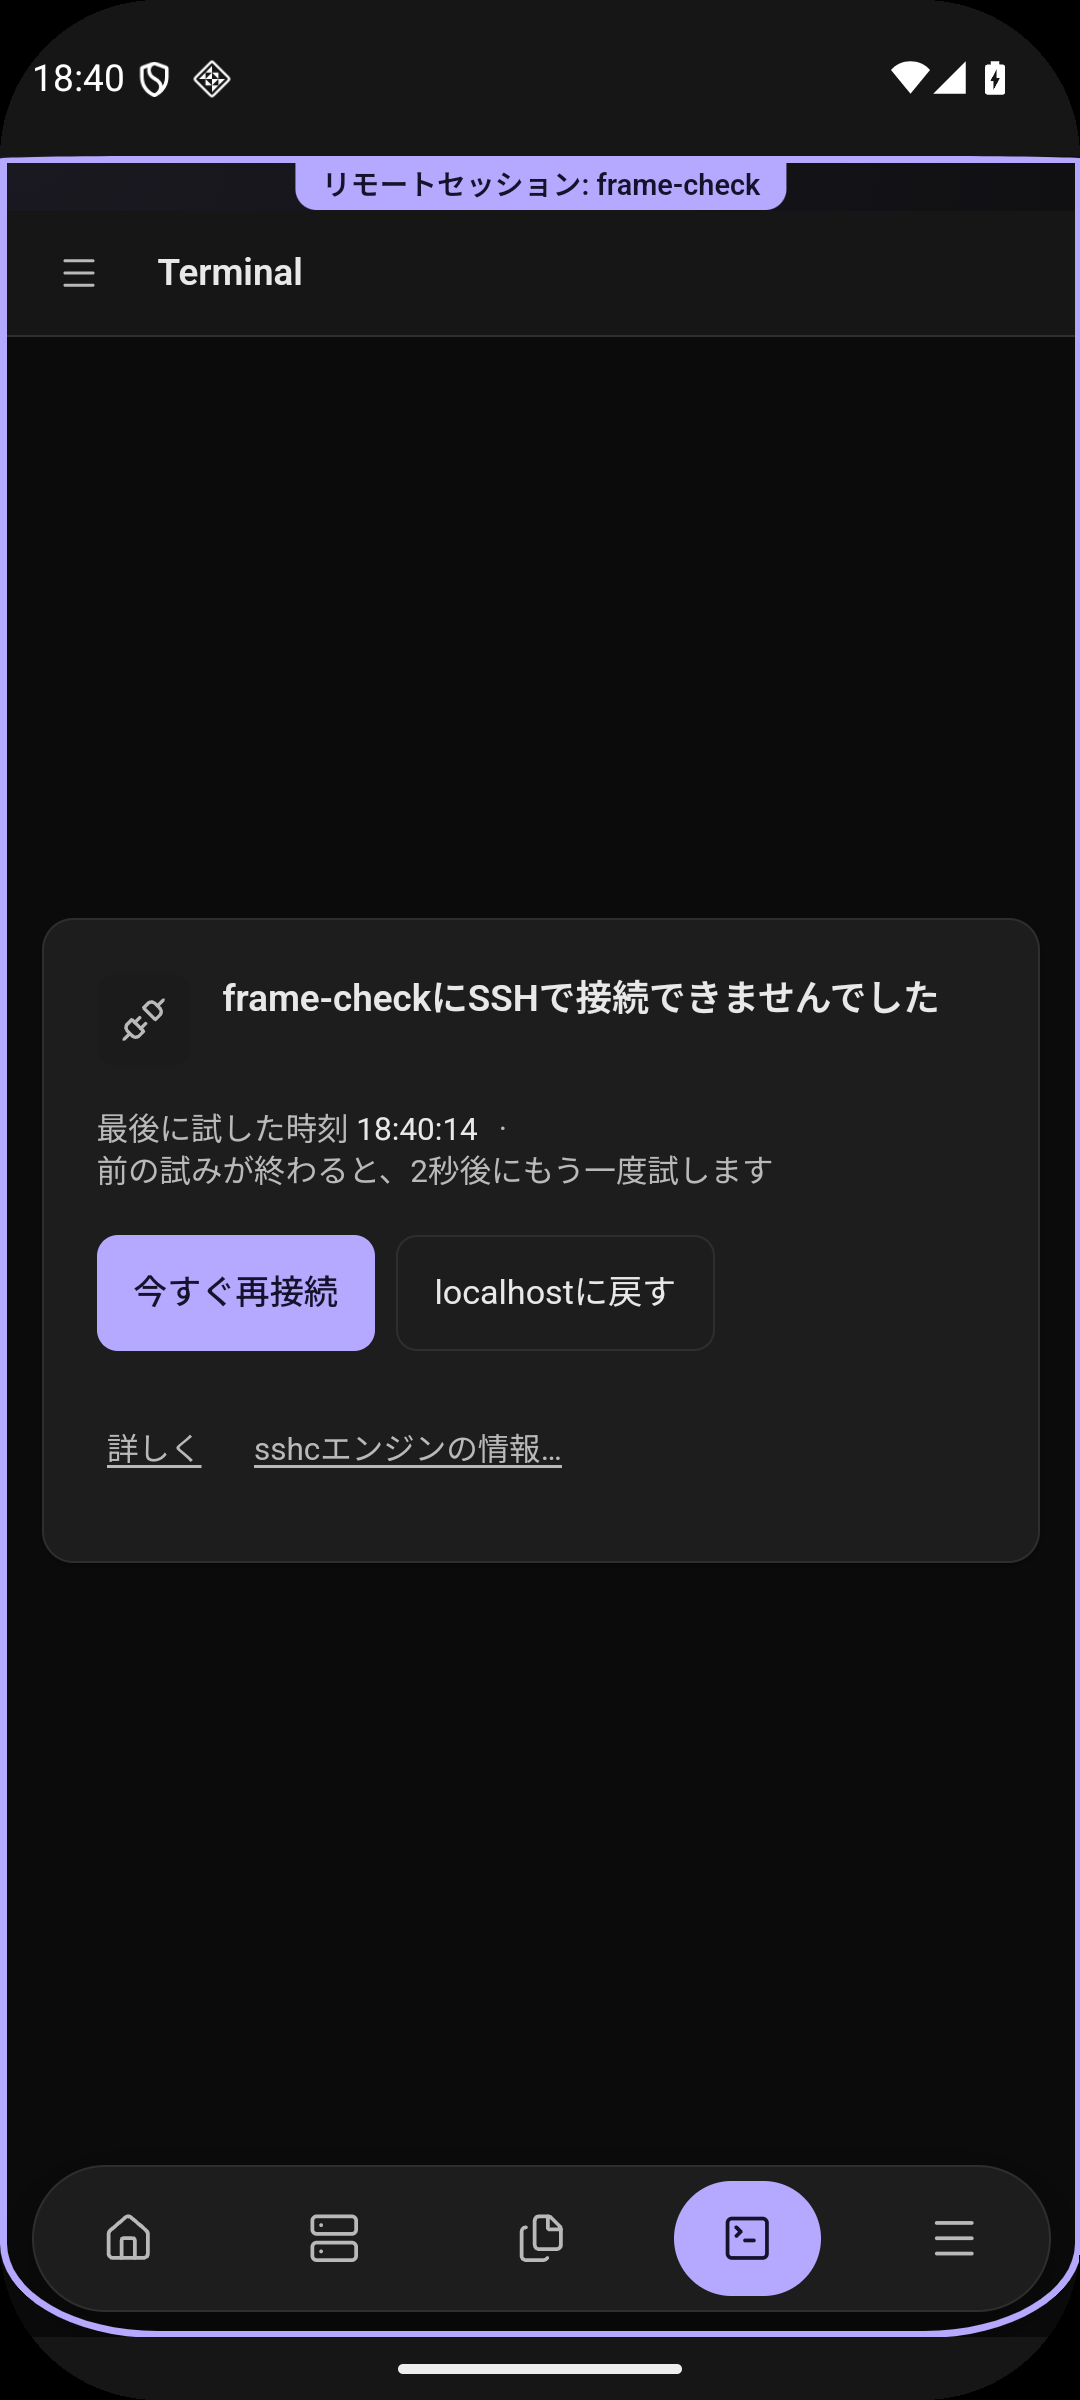 18:40
リモートセッション: frame-check
Terminal
frame-checkにSSHで接続できませんでした
最後に試した時刻 18:40:14 ·
前の試みが終わると、2秒後にもう一度試します
今すぐ再接続
localhostに戻す
詳しく
sshcエンジンの情報…